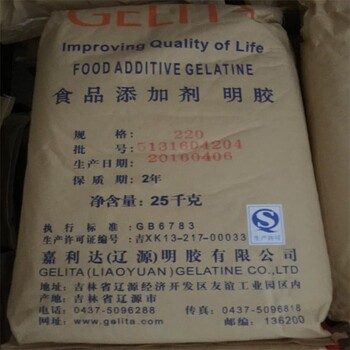 GELITA
Improving Quality of Life
FOOD ADDITIVE GELATINE
食品添加剂 明胶
规格: 220
批号: 5131604204
生产日期: 20160406
保质期: 2年
净含量: 25千克
执行标准: GB6783
生产许可证编号: 吉XK13-217-00033
生产许可
嘉利达(辽源)明胶有限公司
GELITA(LIAOYUAN)GELATINE CO.,LTD
地址: 吉林省辽源经济开发区友谊工业园区内
产地: 吉林省辽源市
电话: 0437-5096288 传真: 0437-5096818
网址: www.gelita.com 邮编: 136200